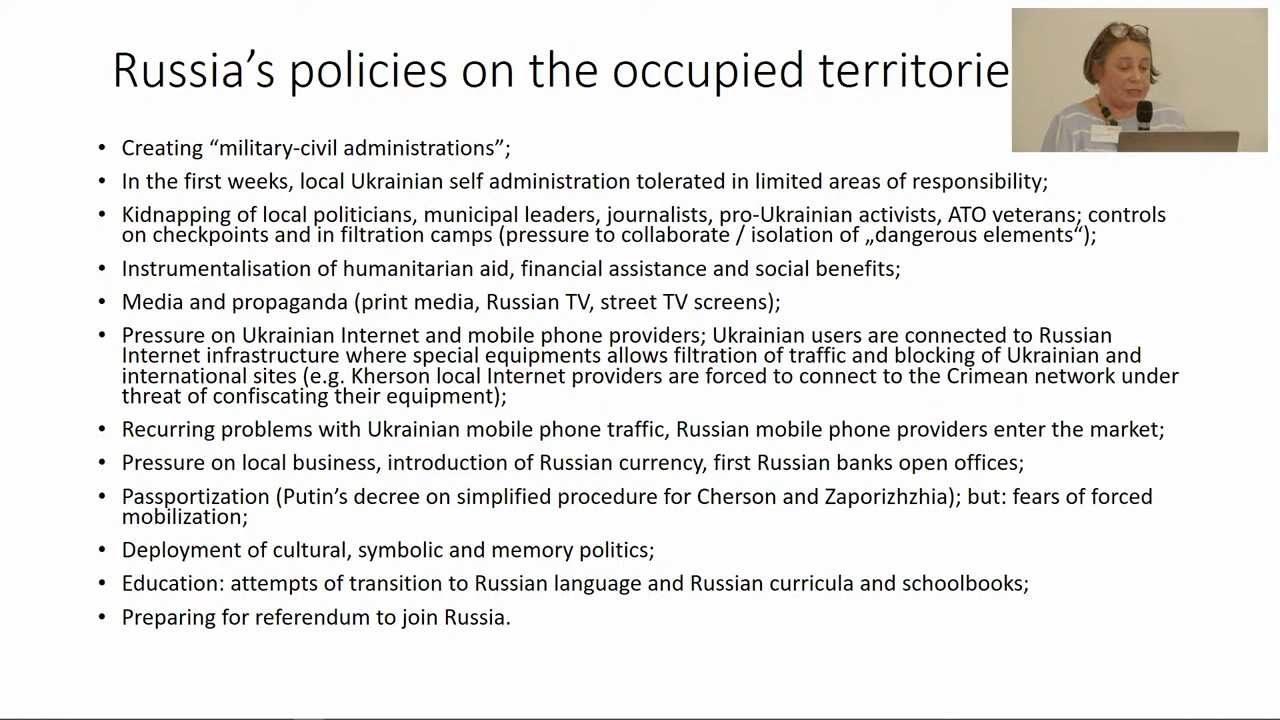 Russia's policies on the occupied territorie
• Creating “military-civil administrations”;
• In the first weeks, local Ukrainian self administration tolerated in limited areas of responsibility;
• Kidnapping of local politicians, municipal leaders, journalists, pro-Ukrainian activists, ATO veterans; controls
on checkpoints and in filtration camps (pressure to collaborate / isolation of „dangerous elements“);
• Instrumentalisation of humanitarian aid, financial assistance and social benefits;
• Media and propaganda (print media, Russian TV, street TV screens);
• Pressure on Ukrainian Internet and mobile phone providers; Ukrainian users are connected to Russian
Internet infrastructure where special equipments allows filtration of traffic and blocking of Ukrainian and
international sites (e.g. Kherson local Internet providers are forced to connect to the Crimean network under
threat of confiscating their equipment);
• Recurring problems with Ukrainian mobile phone traffic, Russian mobile phone providers enter the market;
• Pressure on local business, introduction of Russian currency, first Russian banks open offices;
• Passportization (Putin’s decree on simplified procedure for Cherson and Zaporizhzhia); but: fears of forced
mobilization;
• Deployment of cultural, symbolic and memory politics;
• Education: attempts of transition to Russian language and Russian curricula and schoolbooks;
• Preparing for referendum to join Russia.